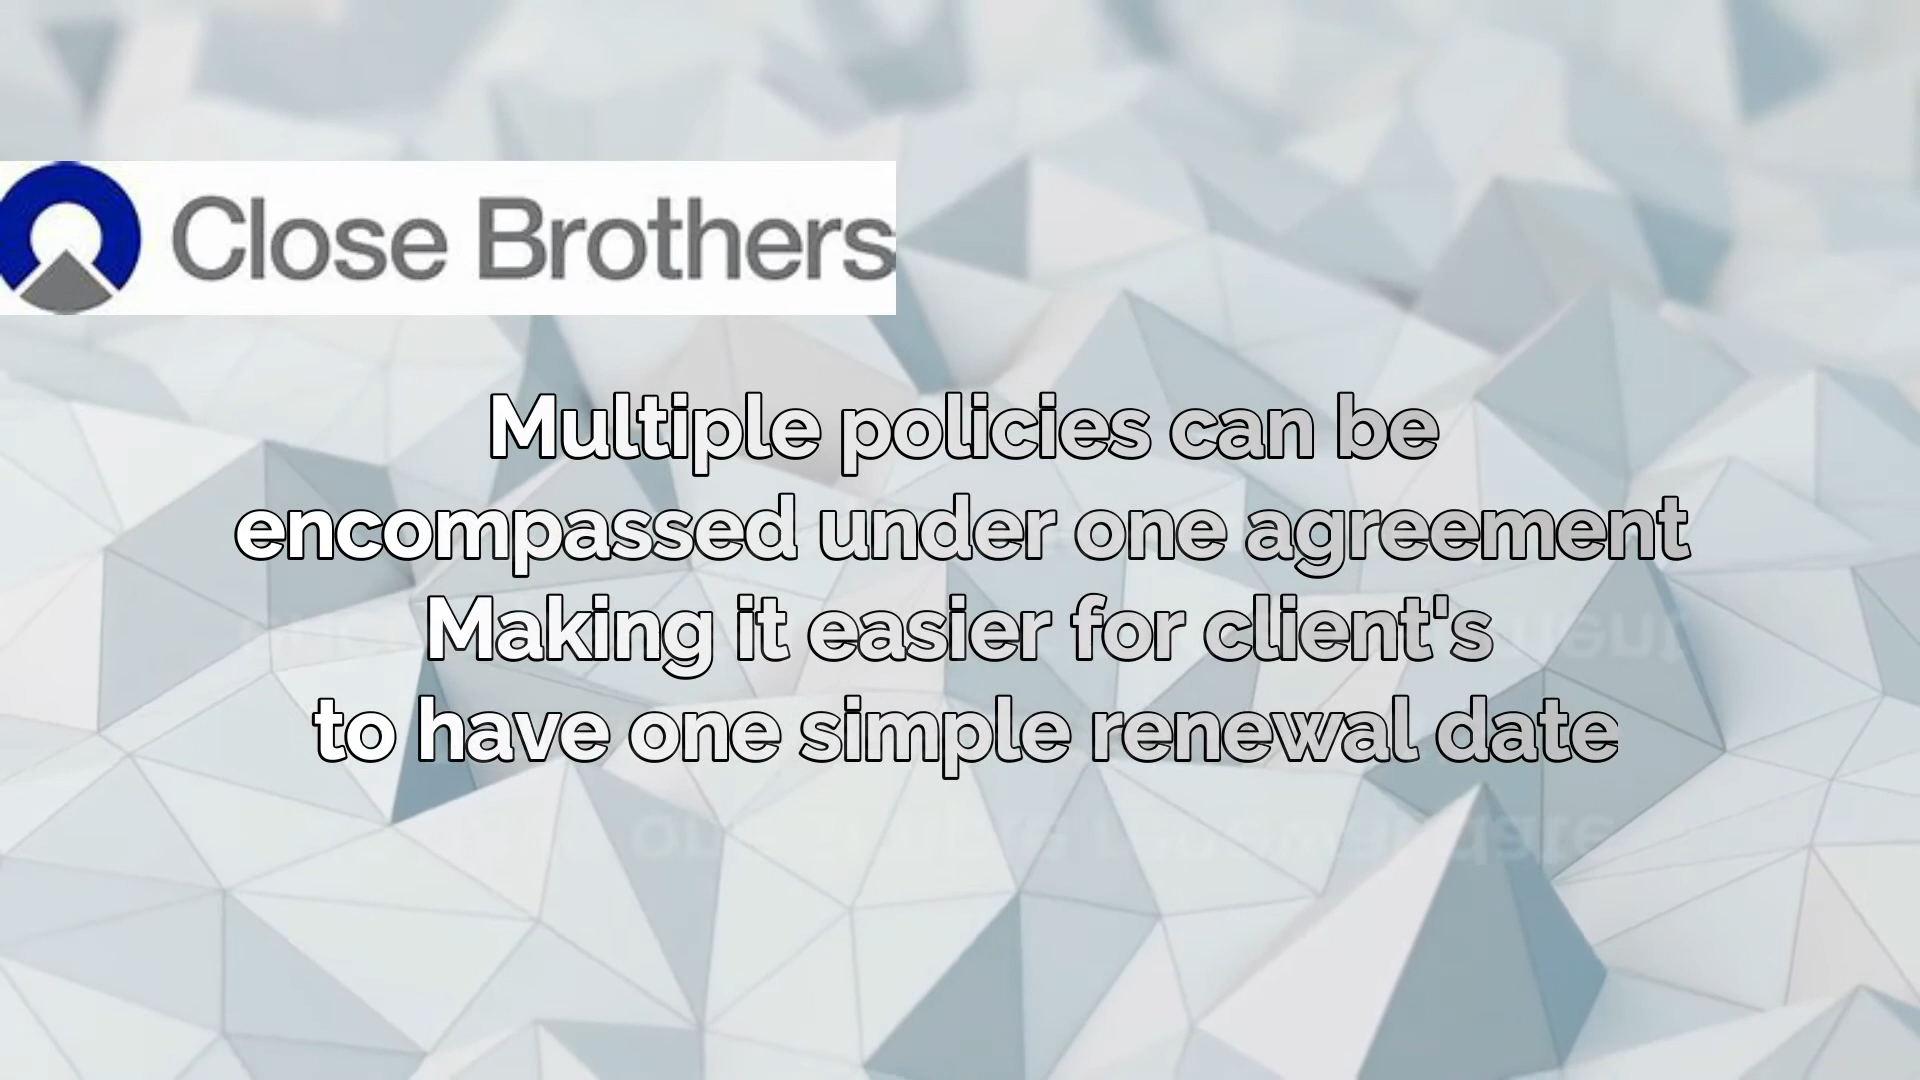 Close Brothers
Multiple policies can be
encompassed under one agreement
Making it easier for client's
to have one simple renewal date